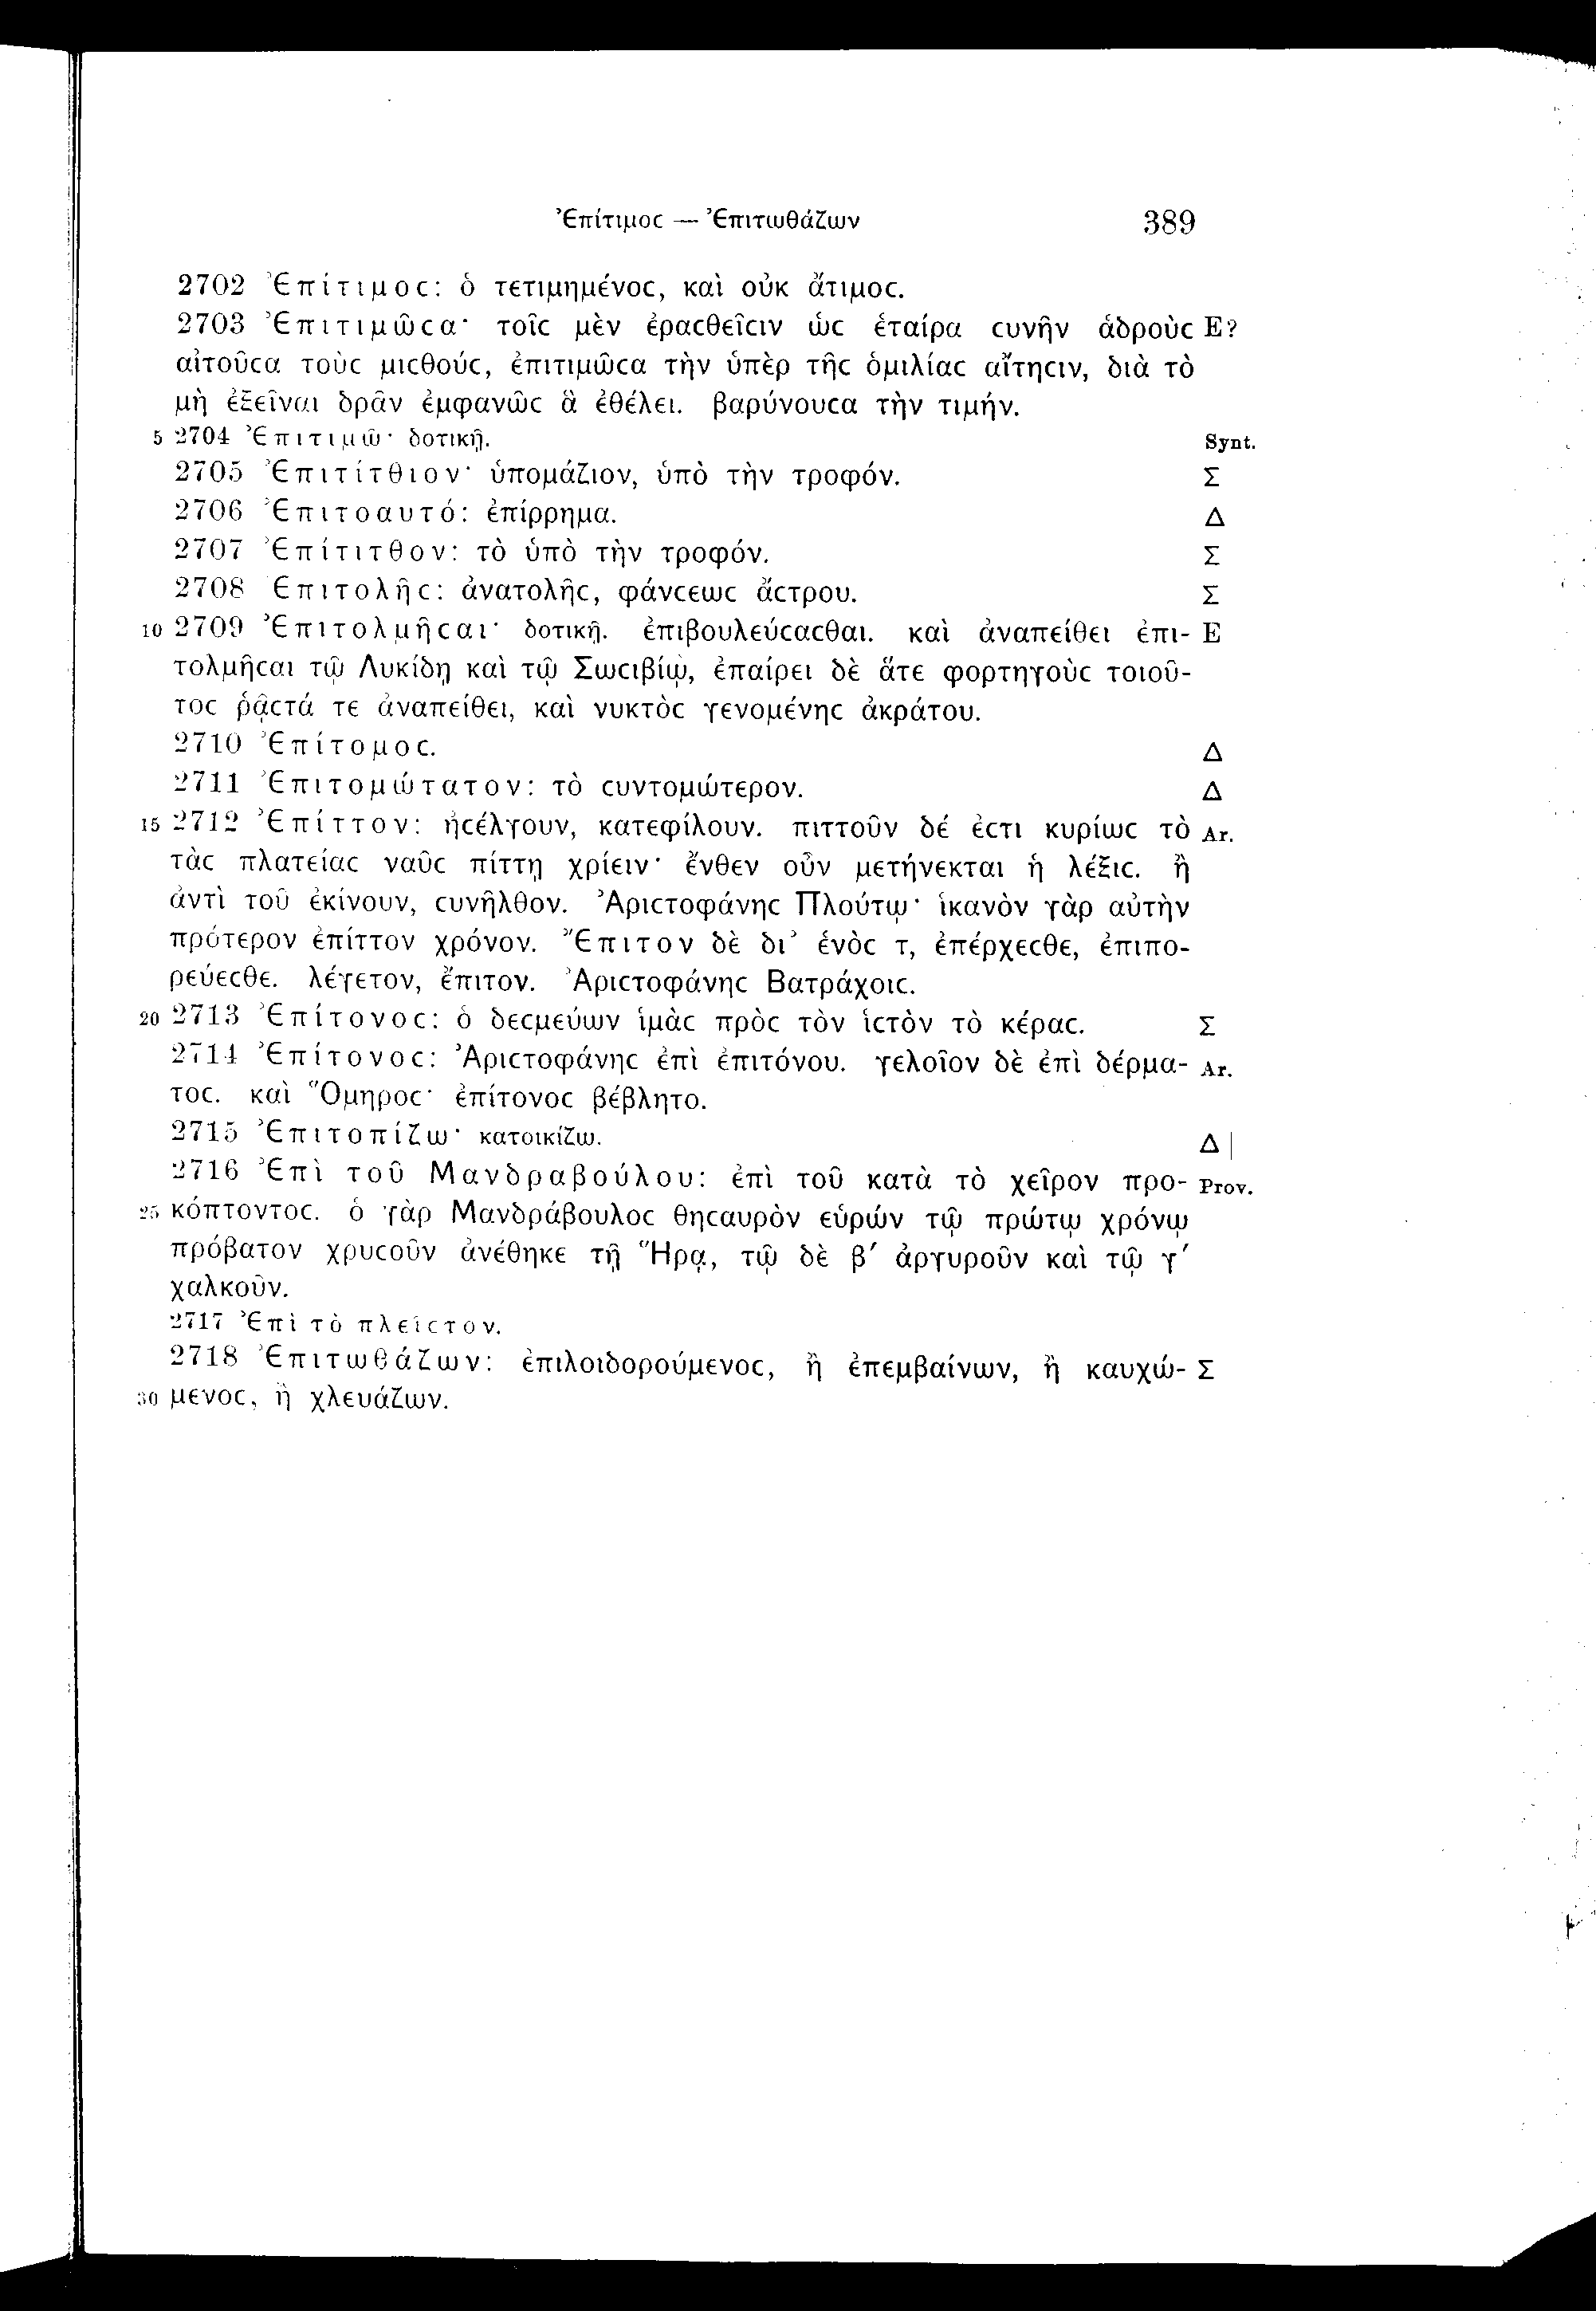 Ἐπίτιμοϲ — Ἐπιτωθάζων 389
2702 Ἐπίτιμοϲ: ὁ τετιμημένοϲ, καὶ οὐκ ἄτιμοϲ.
2703 Ἐπιτιμῶϲα· τοῖϲ μὲν ἐραϲθεῖϲιν ὡϲ ἑταίρα ϲυνῆν ἁδροὺϲ E?
αἰτοῦϲα τοὺϲ μιϲθούϲ, ἐπιτιμῶϲα τὴν ὑπὲρ τῆϲ ὁμιλίαϲ αἴτηϲιν, διὰ τὸ
μὴ ἐξεῖναι δρᾶν ἐμφανῶϲ ἃ ἐθέλει. βαρύνουϲα τὴν τιμήν.
5 2704 Ἐπιτιμῶ· δοτικῇ. Synt.
2705 Ἐπιτίτθιον· ὑπομάζιον, ὑπὸ τὴν τροφόν. Σ
2706 Ἐπιτοαυτό: ἐπίρρημα. Δ
2707 Ἐπίτιτθον: τὸ ὑπὸ τὴν τροφόν. Σ
2708 Ἐπιτολῆϲ: ἀνατολῆϲ, φάνϲεωϲ ἄϲτρου. Σ
10 2709 Ἐπιτολμῆϲαι· δοτικῇ. ἐπιβουλεύϲαϲθαι. καὶ ἀναπείθει ἐπι- E
τολμῆϲαι τῷ Λυκίδῃ καὶ τῷ Σωϲιβίῳ, ἐπαίρει δὲ ἅτε φορτηγοὺϲ τοιοῦ-
τοϲ ῥᾷϲτά τε ἀναπείθει, καὶ νυκτὸϲ γενομένηϲ ἀκράτου.
2710 Ἐπίτομοϲ. Δ
2711 Ἐπιτομώτατον: τὸ ϲυντομώτερον. Δ
15 2712 Ἐπίττον: ἠϲέλγουν, κατεφίλουν. πιττοῦν δέ ἐϲτι κυρίωϲ τὸ Ar.
τὰϲ πλατείαϲ ναῦϲ πίττῃ χρίειν· ἔνθεν οὖν μετήνεκται ἡ λέξιϲ. ἢ
ἀντὶ τοῦ ἐκίνουν, ϲυνῆλθον. Ἀριϲτοφάνηϲ Πλούτῳ· ἱκανὸν γὰρ αὐτὴν
πρότερον ἐπίττον χρόνον. Ἔπιτον δὲ δι’ ἑνὸϲ τ, ἐπέρχεϲθε, ἐπιπο-
ρεύεϲθε. λέγετον, ἔπιτον. Ἀριϲτοφάνηϲ Βατράχοιϲ.
20 2713 Ἐπίτονοϲ: ὁ δεϲμεύων ἱμὰϲ πρὸϲ τὸν ἱϲτὸν τὸ κέραϲ. Σ
2714 Ἐπίτονοϲ: Ἀριϲτοφάνηϲ ἐπὶ ἐπιτόνου. γελοῖον δὲ ἐπὶ δέρμα- Ar.
τοϲ. καὶ Ὅμηροϲ· ἐπίτονοϲ βέβλητο.
2715 Ἐπιτοπίζω· κατοικίζω. Δ |
2716 Ἐπὶ τοῦ Μανδραβούλου: ἐπὶ τοῦ κατὰ τὸ χεῖρον προ- Prov.
25 κόπτοντοϲ. ὁ γὰρ Μανδράβουλοϲ θηϲαυρὸν εὑρών τῷ πρώτῳ χρόνῳ
πρόβατον χρυϲοῦν ἀνέθηκε τῇ Ἥρᾳ, τῷ δὲ β′ ἀργυροῦν καὶ τῷ γ′
χαλκοῦν.
2717 Ἐπὶ τὸ πλεῖϲτον.
2718 Ἐπιτωθάζων: ἐπιλοιδορούμενοϲ, ἢ ἐπεμβαίνων, ἢ καυχώ- Σ
30 μενοϲ, ἢ χλευάζων.